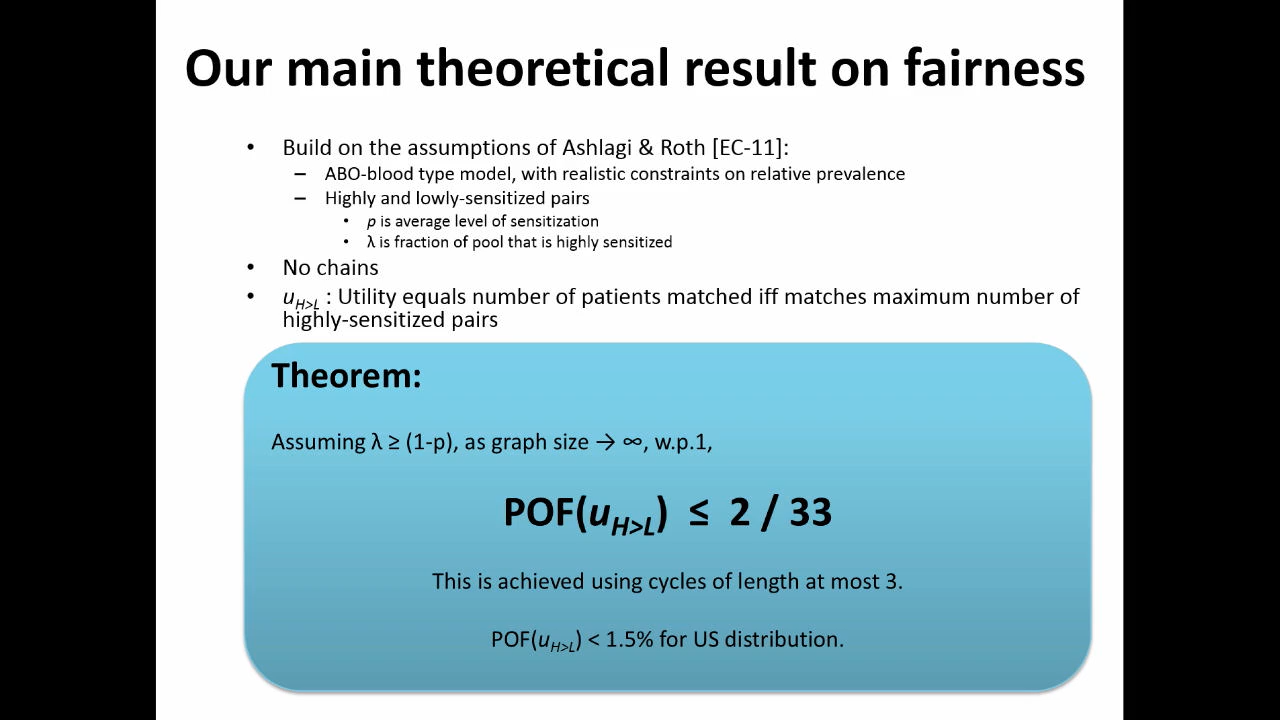 Our main theoretical result on fairness
• Build on the assumptions of Ashlagi & Roth [EC-11]:
– ABO-blood type model, with realistic constraints on relative prevalence
– Highly and lowly-sensitized pairs
• p is average level of sensitization
• λ is fraction of pool that is highly sensitized
• No chains
• uH>L : Utility equals number of patients matched iff matches maximum number of
highly-sensitized pairs
Theorem:
Assuming λ ≥ (1-p), as graph size → ∞, w.p.1,
POF(uH>L) ≤ 2 / 33
This is achieved using cycles of length at most 3.
POF(uH>L) < 1.5% for US distribution.